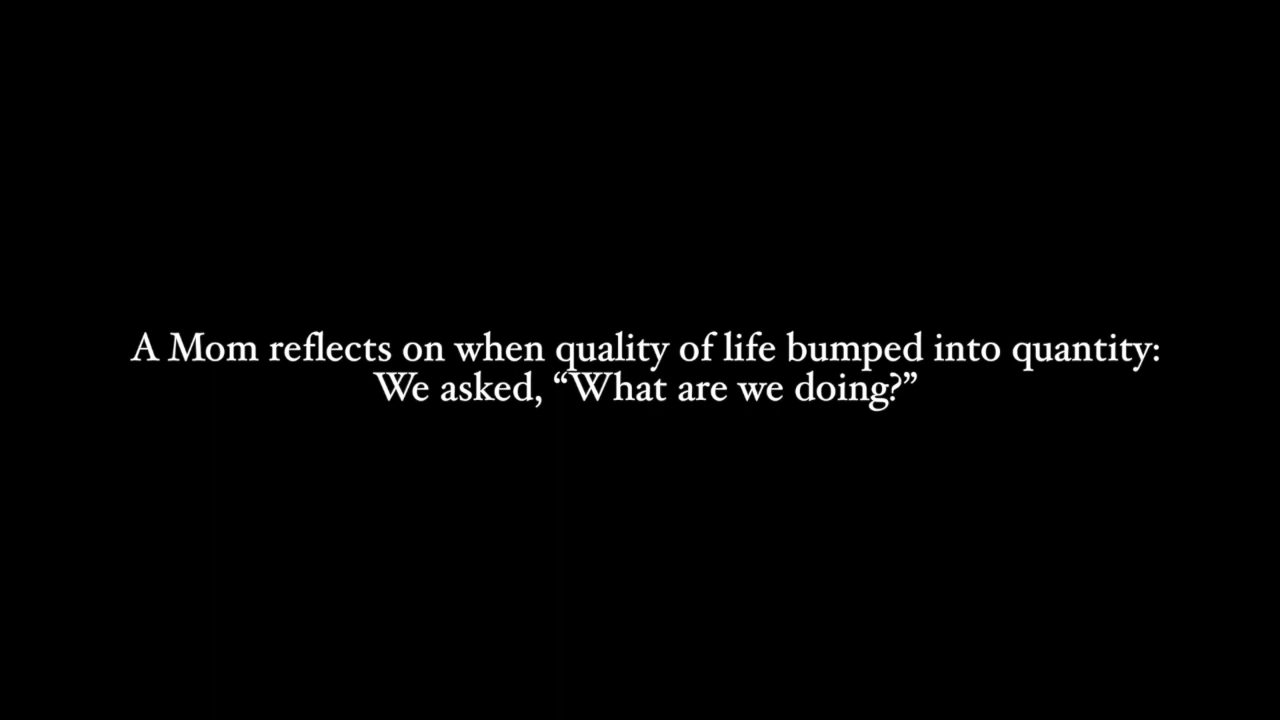 A Mom reflects on when quality of life bumped into quantity:
We asked, “What are we doing?”